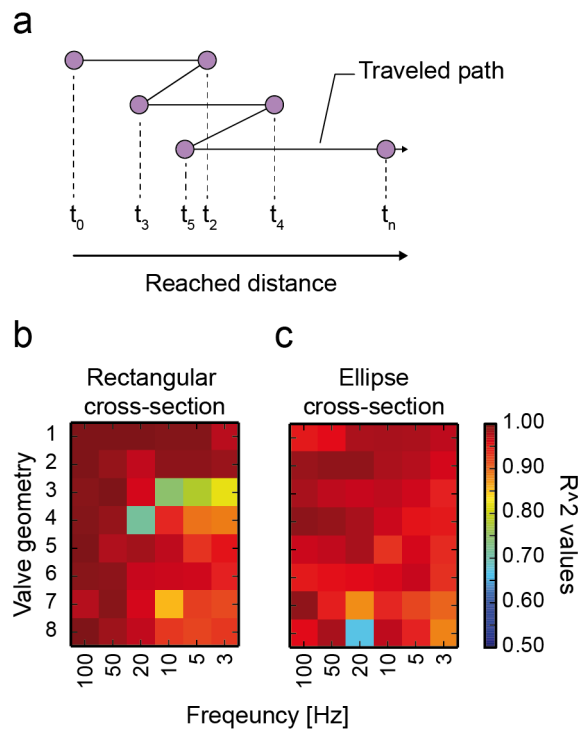 a
Traveled path
t0 t3 t5 t2 t4 tn
Reached distance
b
c
Rectangular
cross-section
Ellipse
cross-section
Valve geometry
1
2
3
4
5
6
7
8
100 50 20 10 5 3
100 50 20 10 5 3
Freqeuncy [Hz]
1.00
0.90
0.80
0.70
0.60
0.50
R^2 values